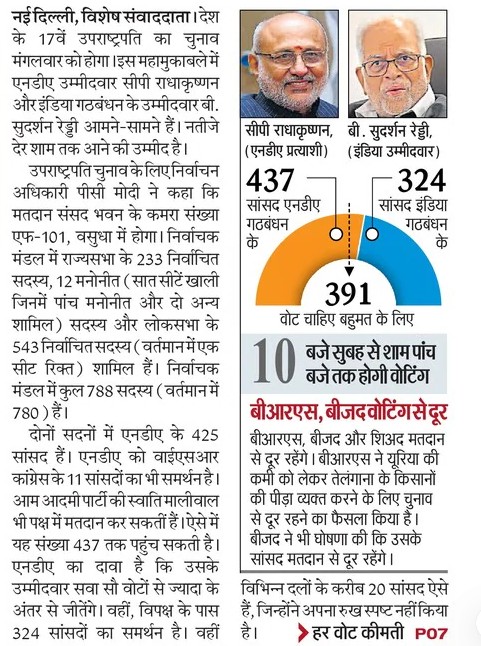 नई दिल्ली, विशेष संवाददाता। देश
के 17वें उपराष्ट्रपति का चुनाव
मंगलवार को होगा। इस महामुकाबले में
एनडीए उम्मीदवार सीपी राधाकृष्णन
और इंडिया गठबंधन के उम्मीदवार बी.
सुदर्शन रेड्डी आमने-सामने हैं। नतीजे
देर शाम तक आने की उम्मीद है।
उपराष्ट्रपति चुनाव के लिए निर्वाचन
अधिकारी पीसी मोदी ने कहा कि
मतदान संसद भवन के कमरा संख्या
एफ-101, वसुधा में होगा। निर्वाचक
मंडल में राज्यसभा के 233 निर्वाचित
सदस्य, 12 मनोनीत (सात सीटें खाली
जिनमें पांच मनोनीत और दो अन्य
शामिल) सदस्य और लोकसभा के
543 निर्वाचित सदस्य (वर्तमान में एक
सीट रिक्त) शामिल हैं। निर्वाचक
मंडल में कुल 788 सदस्य (वर्तमान में
780) हैं।
दोनों सदनों में एनडीए के 425
सांसद हैं। एनडीए को वाईएसआर
कांग्रेस के 11 सांसदों का भी समर्थन है।
आम आदमी पार्टी की स्वाति मालीवाल
भी पक्ष में मतदान कर सकतीं हैं। ऐसे में
यह संख्या 437 तक पहुंच सकती है।
एनडीए का दावा है कि उसके
उम्मीदवार सवा सौ वोटों से ज्यादा के
अंतर से जीतेंगे। वहीं, विपक्ष के पास
324 सांसदों का समर्थन है। वहीं
सीपी राधाकृष्णन,
(एनडीए प्रत्याशी)
बी. सुदर्शन रेड्डी,
(इंडिया उम्मीदवार)
437
सांसद एनडीए
गठबंधन
के
324
सांसद इंडिया
गठबंधन
के
391
वोट चाहिए बहुमत के लिए
10 बजे सुबह से शाम पांच
बजे तक होगी वोटिंग
बीआरएस, बीजद वोटिंग से दूर
बीआरएस, बीजद और शिअद मतदान
से दूर रहेंगे। बीआरएस ने यूरिया की
कमी को लेकर तेलंगाना के किसानों
की पीड़ा व्यक्त करने के लिए चुनाव
से दूर रहने का फैसला किया है।
बीजद ने भी घोषणा की कि उसके
सांसद मतदान से दूर रहेंगे।
विभिन्न दलों के करीब 20 सांसद ऐसे
हैं, जिन्होंने अपना रुख स्पष्ट नहीं किया
है। हर वोट कीमती P07